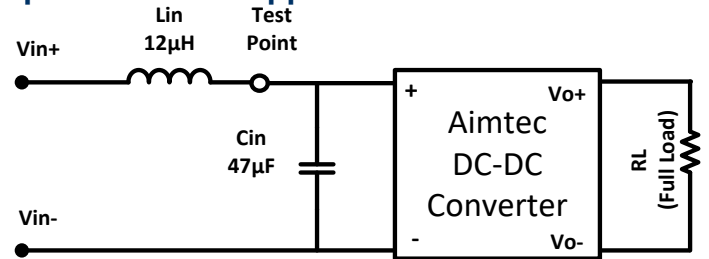 Lin
12µH
Test
Point
Vin+
Cin
47µF
Vin-
+
-
Aimtec
DC-DC
Converter
Vo+
Vo-
RL
(Full Load)